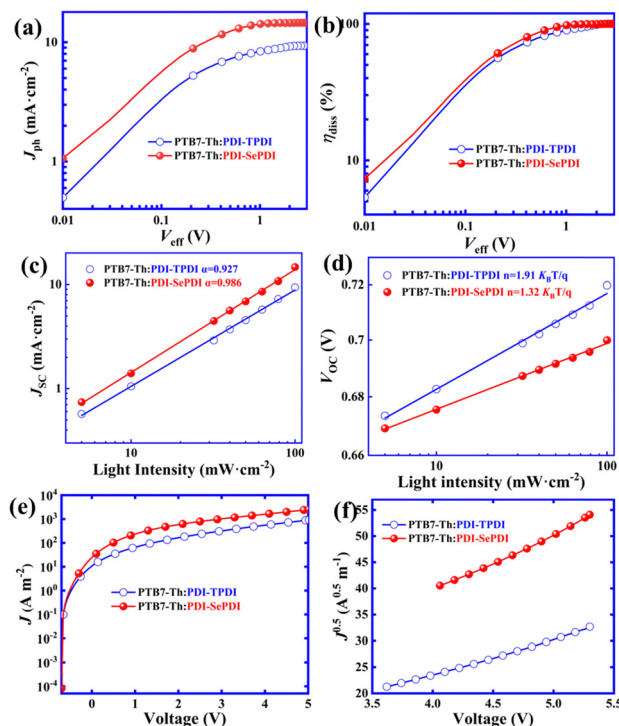 (a)
10
1
0.01
0.1
1
J_ph (mA·cm⁻²)
V_eff (V)
PTB7-Th:PDI-TPDI
PTB7-Th:PDI-SePDI
(b)
100
10
0.01
0.1
1
η_diss (%)
V_eff (V)
PTB7-Th:PDI-TPDI
PTB7-Th:PDI-SePDI
(c)
PTB7-Th:PDI-TPDI α=0.927
PTB7-Th:PDI-SePDI α=0.986
10
1
10
100
J_SC (mA·cm⁻²)
Light Intensity (mW·cm⁻²)
(d)
PTB7-Th:PDI-TPDI n=1.91 K_BT/q
PTB7-Th:PDI-SePDI n=1.32 K_BT/q
0.72
0.7
0.68
0.66
10
100
V_OC (V)
Light intensity (mW·cm⁻²)
(e)
10⁴
10³
10²
10¹
10⁰
10⁻¹
10⁻²
10⁻³
10⁻⁴
0
1
2
3
4
5
J (A m⁻²)
Voltage (V)
PTB7-Th:PDI-TPDI
PTB7-Th:PDI-SePDI
(f)
PTB7-Th:PDI-TPDI
PTB7-Th:PDI-SePDI
55
50
45
40
35
30
25
20
3.5
4.0
4.5
5.0
5.5
J^0.5 (A^0.5 m⁻¹)
Voltage (V)